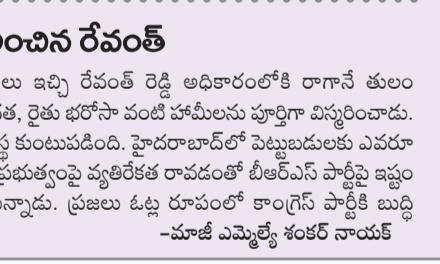 ంచిన రేవంత్
లు ఇచ్చి రేవంత్ రెడ్డి అధికారంలోకి రాగానే తులం
త, రైతు భరోసా వంటి హామీలను పూర్తిగా విస్మరించాడు.
స్థ కుంటుపడింది. హైదరాబాద్‌లో పెట్టుబడులకు ఎవరూ
ప్రభుత్వంపై వ్యతిరేకత రావడంతో బీఆర్ఎస్ పార్టీపై ఇష్టం
న్నాడు. ప్రజలు ఓట్ల రూపంలో కాంగ్రెస్ పార్టీకి బుద్ధి
–మాజీ ఎమ్మెల్యే శంకర్ నాయక్